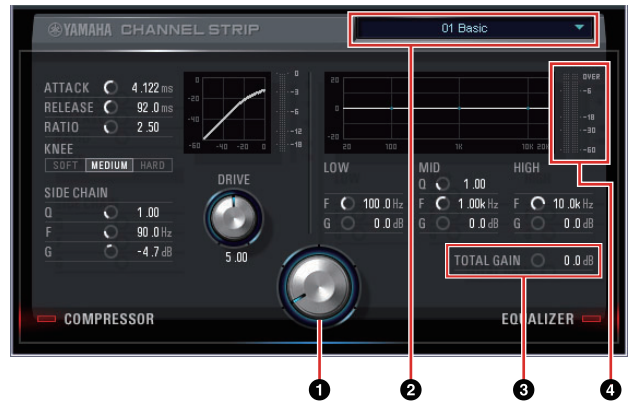 YAMAHA CHANNEL STRIP
01 Basic
ATTACK 4.122 ms
RELEASE 92.0 ms
RATIO 2.50
KNEE
SOFT MEDIUM HARD
SIDE CHAIN
Q 1.00
F 90.0 Hz
G -4.7 dB
0
-20
-40
-60 -40 -20 0
0
-3
-6
-12
-18
DRIVE
5.00
20
0
-20
20 100 1K 10K 20K
OVER
-6
-18
-30
-60
LOW MID HIGH
Q 1.00
F 100.0 Hz F 1.00k Hz F 10.0k Hz
G 0.0 dB G 0.0 dB G 0.0 dB
TOTAL GAIN 0.0 dB
COMPRESSOR EQUALIZER
1 2 3 4